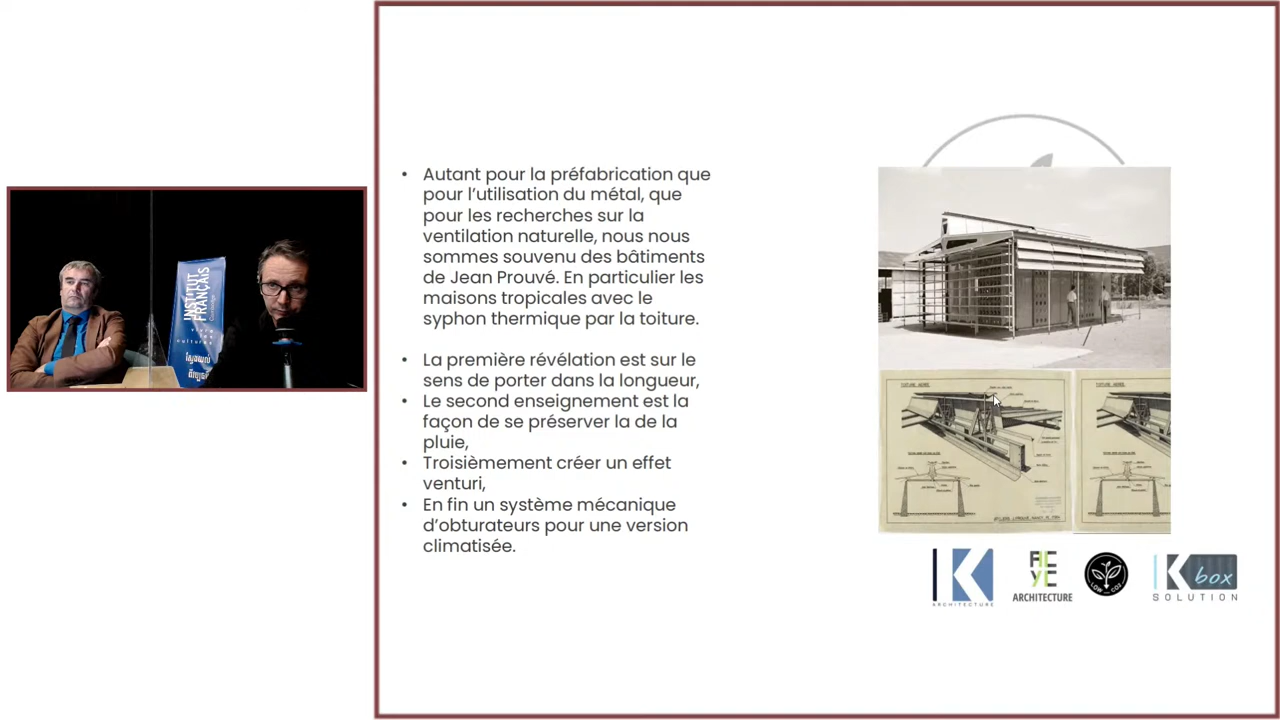 • Autant pour la préfabrication que
pour l’utilisation du métal, que
pour les recherches sur la
ventilation naturelle, nous nous
sommes souvenu des bâtiments
de Jean Prouvé. En particulier les
maisons tropicales avec le
syphon thermique par la toiture.
• La première révélation est sur le
sens de porter dans la longueur,
• Le second enseignement est la
façon de se préserver la de la
pluie,
• Troisièmement créer un effet
venturi,
• En fin un système mécanique
d’obturateurs pour une version
climatisée.
INSTITUT
FRANÇAIS
K
ARCHITECTURE
ARCHITECTURE
LOW CO2
K box
SOLUTION